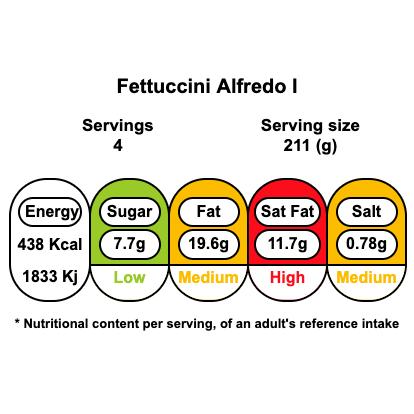 Fettuccini Alfredo I
Servings
4
Serving size
211 (g)
Energy Sugar Fat Sat Fat Salt
438 Kcal 7.7g 19.6g 11.7g 0.78g
1833 Kj Low Medium High Medium
* Nutritional content per serving, of an adult's reference intake